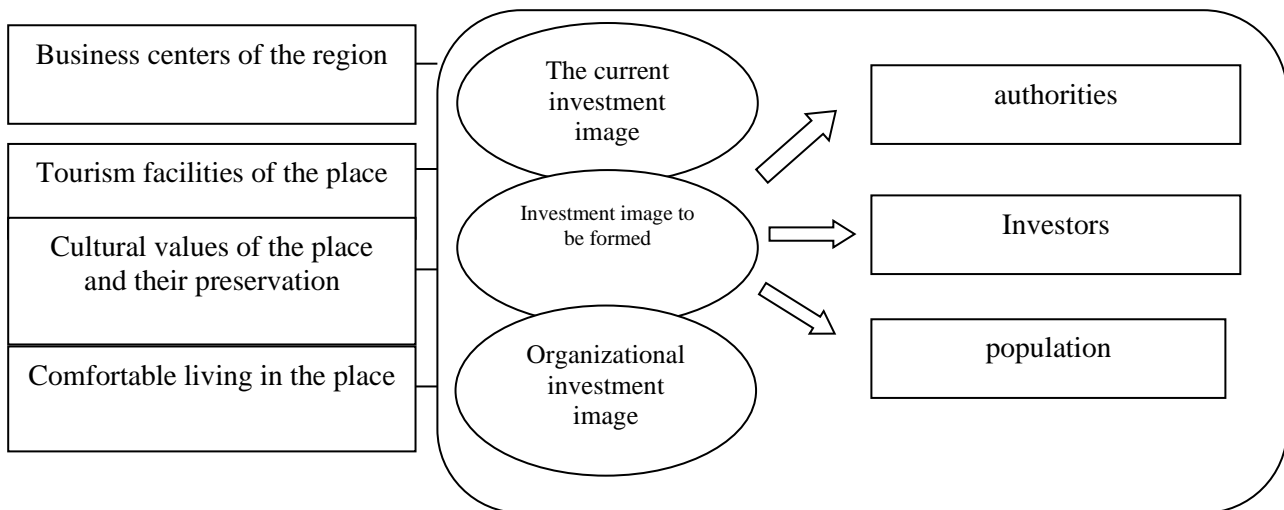 Business centers of the region
Tourism facilities of the place
Cultural values of the place
and their preservation
Comfortable living in the place
The current
investment
image
Investment image to
be formed
Organizational
investment
image
authorities
Investors
population